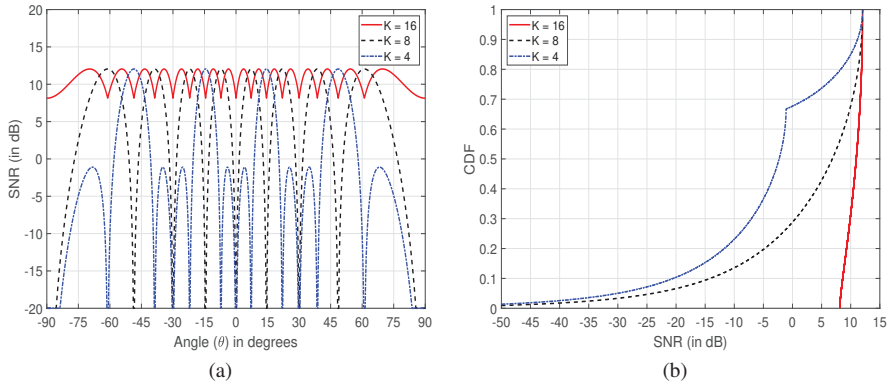 20
15
10
5
0
-5
-10
-15
-20
SNR (in dB)
-90 -75 -60 -45 -30 -15 0 15 30 45 60 75 90
Angle (θ) in degrees
K = 16
K = 8
K = 4
(a)
1
0.9
0.8
0.7
0.6
0.5
0.4
0.3
0.2
0.1
0
CDF
-50 -45 -40 -35 -30 -25 -20 -15 -10 -5 0 5 10 15
SNR (in dB)
K = 16
K = 8
K = 4
(b)